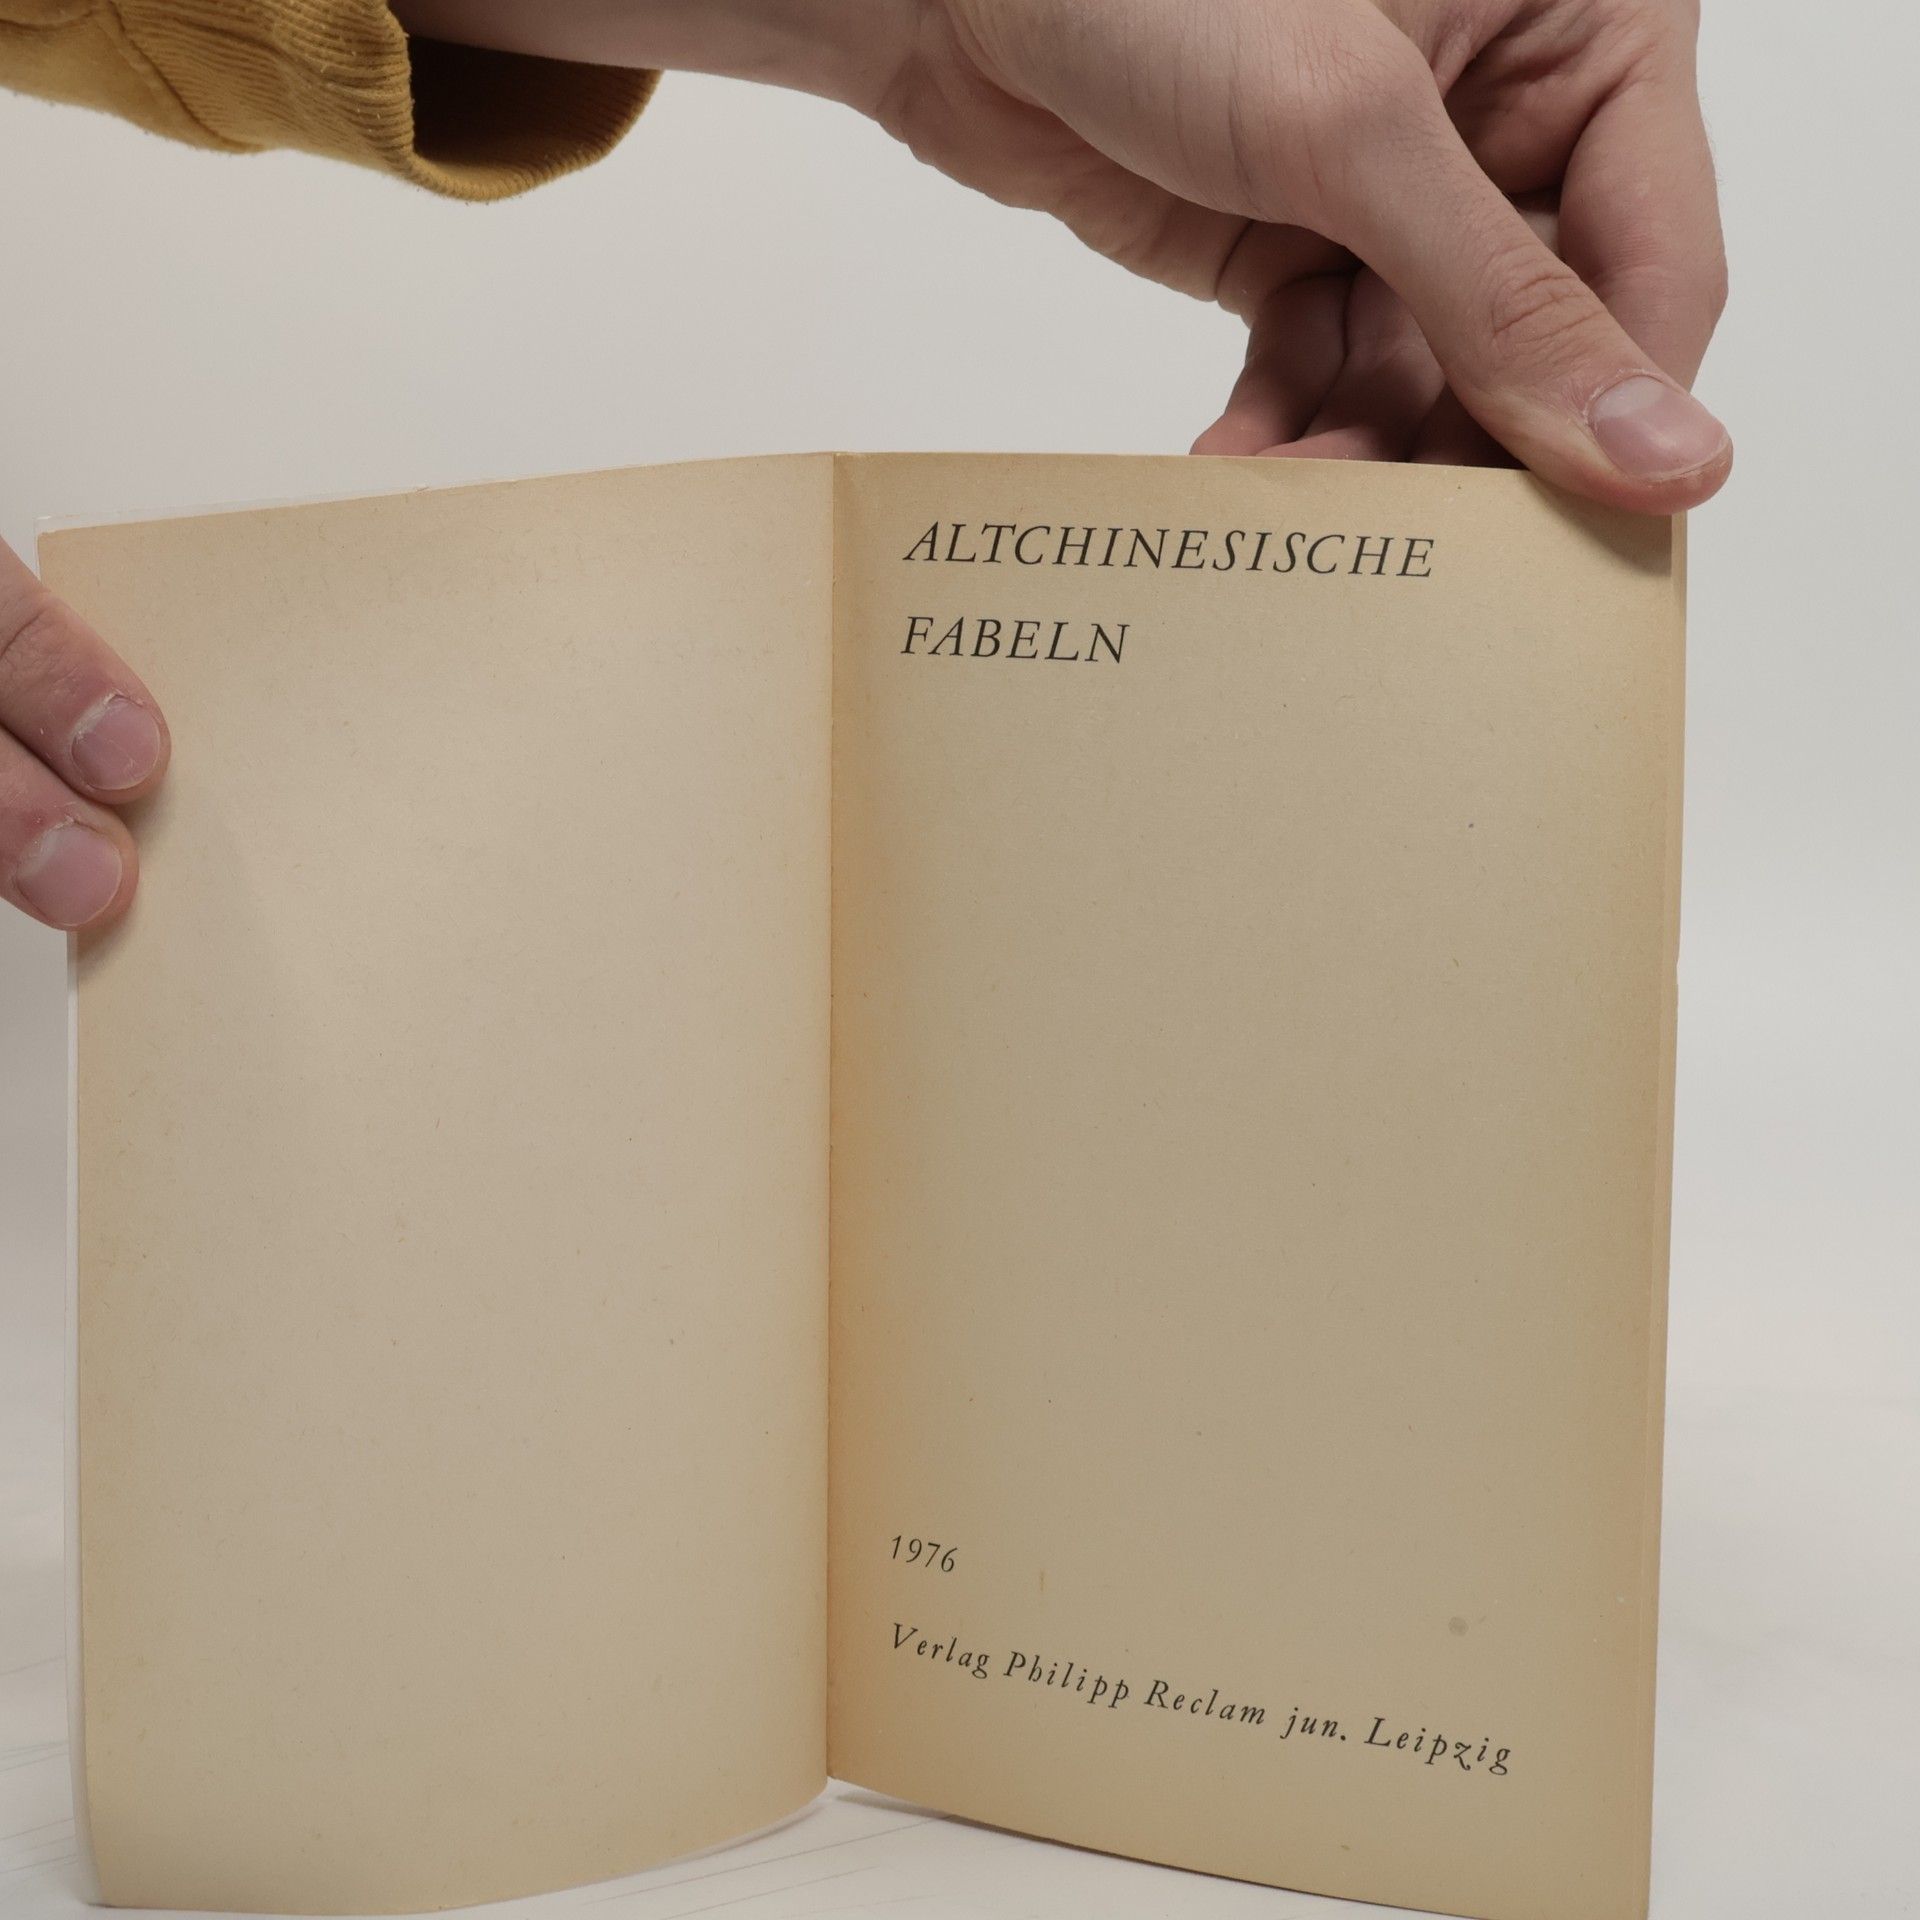 ALTCHINESISCHE
FABELN
1976
Verlag Philipp Reclam jun. Leipzig